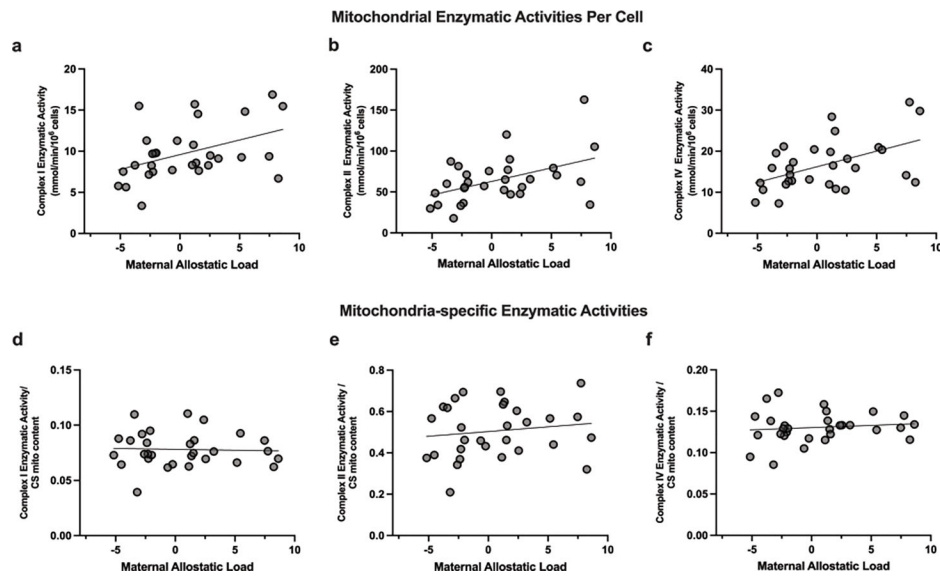 Mitochondrial Enzymatic Activities Per Cell
a
Complex I Enzymatic Activity
(mmol/min/10⁶ cells)
20
15
10
5
0
-5
0
5
10
Maternal Allostatic Load
b
Complex II Enzymatic Activity
(mmol/min/10⁶ cells)
200
150
100
50
0
-5
0
5
10
Maternal Allostatic Load
c
Complex IV Enzymatic Activity
(mmol/min/10⁶ cells)
40
30
20
10
0
-5
0
5
10
Maternal Allostatic Load
Mitochondria-specific Enzymatic Activities
d
Complex I Enzymatic Activity/
CS mito content
0.15
0.10
0.05
0.00
-5
0
5
10
Maternal Allostatic Load
e
Complex II Enzymatic Activity /
CS mito content
0.8
0.6
0.4
0.2
0.0
-5
0
5
10
Maternal Allostatic Load
f
Complex IV Enzymatic Activity /
CS mito content
0.20
0.15
0.10
0.05
0.00
-5
0
5
10
Maternal Allostatic Load